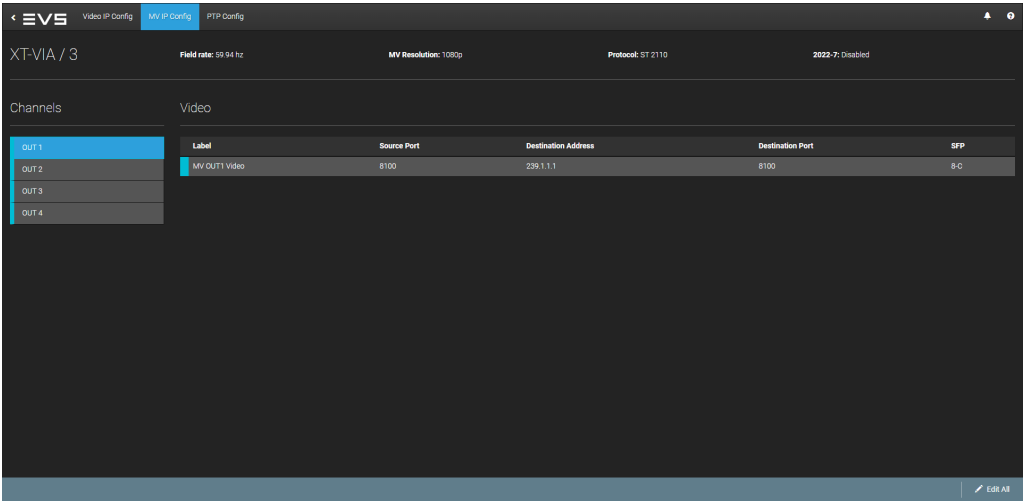 EVS Video IP Config MV IP Config PTP Config
XT-VIA / 3 Field rate: 59.94 hz MV Resolution: 1080p Protocol: ST 2110 2022-7: Disabled
Channels Video
OUT 1 Label Source Port Destination Address Destination Port SFP
OUT 2 MV OUT1 Video 8100 239.1.1.1 8100 8-C
OUT 3
OUT 4
Edit All